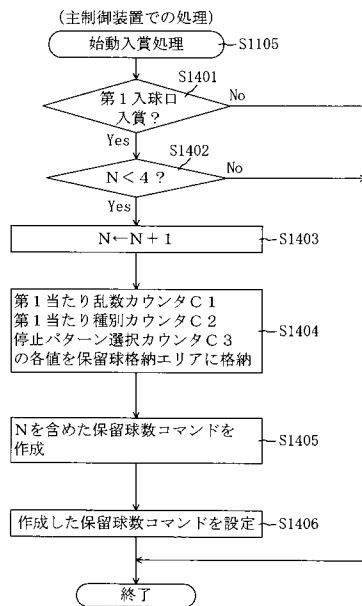 (主制御装置での処理)
始動入賞処理
S1105
S1401
第1入球口
入賞?
No
Yes
S1402
N<4?
No
Yes
N←N+1
S1403
第1当たり乱数カウンタC1
第1当たり種別カウンタC2
停止パターン選択カウンタC3
の各値を保留球格納エリアに格納
S1404
Nを含めた保留球数コマンドを
作成
S1405
作成した保留球数コマンドを設定
S1406
終了